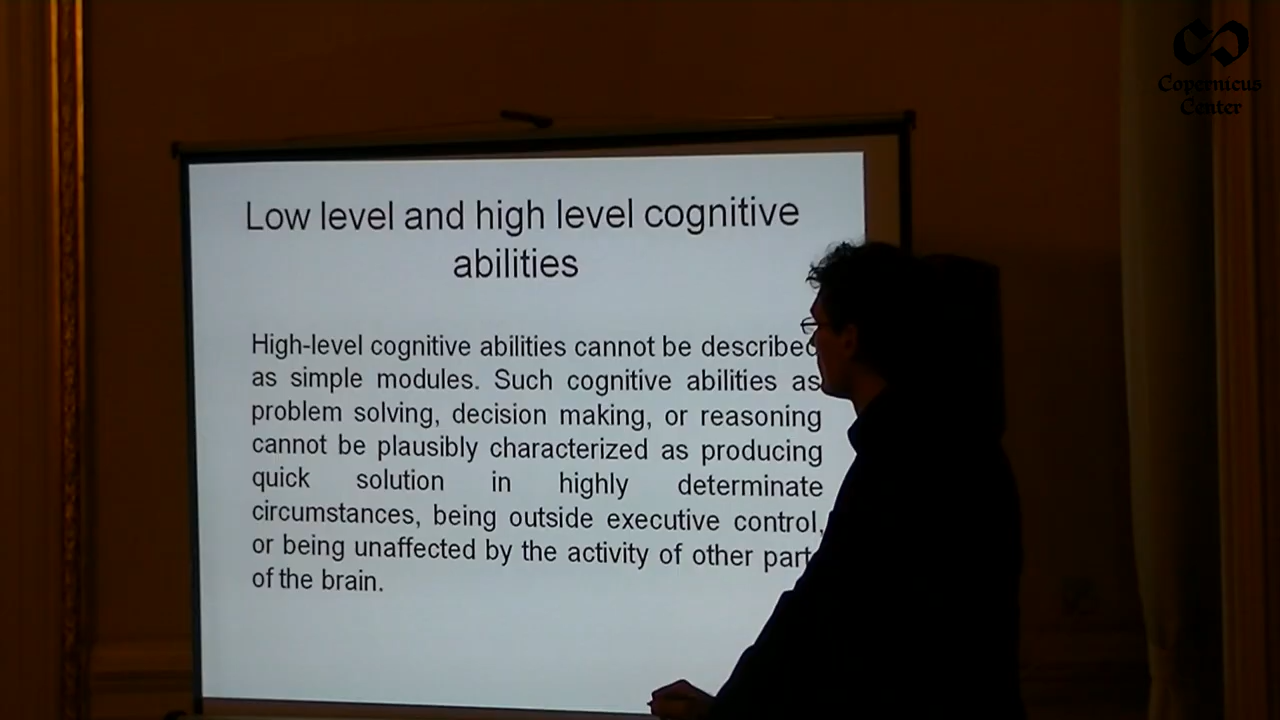 Copernicus
Center
Low level and high level cognitive
abilities
High-level cognitive abilities cannot be described
as simple modules. Such cognitive abilities as
problem solving, decision making, or reasoning
cannot be plausibly characterized as producing
quick solution in highly determinate
circumstances, being outside executive control,
or being unaffected by the activity of other part
of the brain.